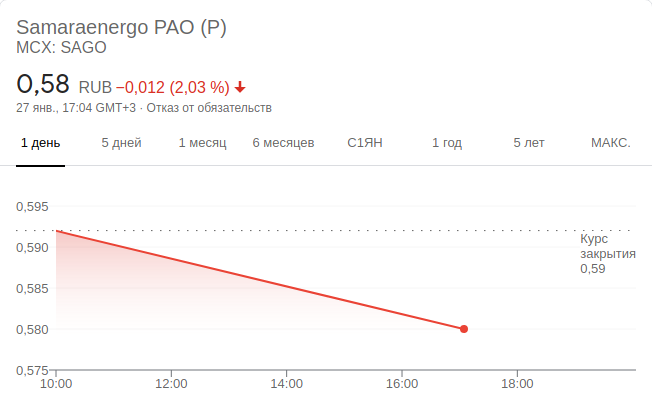 Samaraenergo PAO (P)
MCX: SAGO
0,58 RUB −0,012 (2,03 %)
27 янв., 17:04 GMT+3 · Отказ от обязательств
1 день 5 дней 1 месяц 6 месяцев С1ЯН 1 год 5 лет МАКС.
0,595
0,590
0,585
0,580
0,575
Курс
закрытия
0,59
10:00 12:00 14:00 16:00 18:00